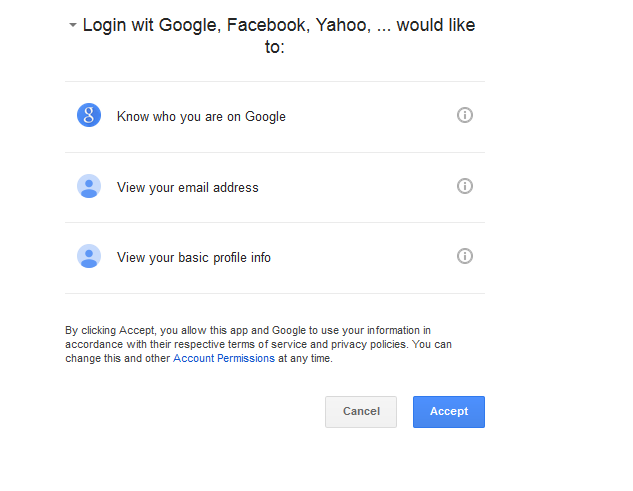 Login wit Google, Facebook, Yahoo, ... would like
to:
g
Know who you are on Google
View your email address
View your basic profile info
By clicking Accept, you allow this app and Google to use your information in
accordance with their respective terms of service and privacy policies. You can
change this and other Account Permissions at any time.
Cancel
Accept